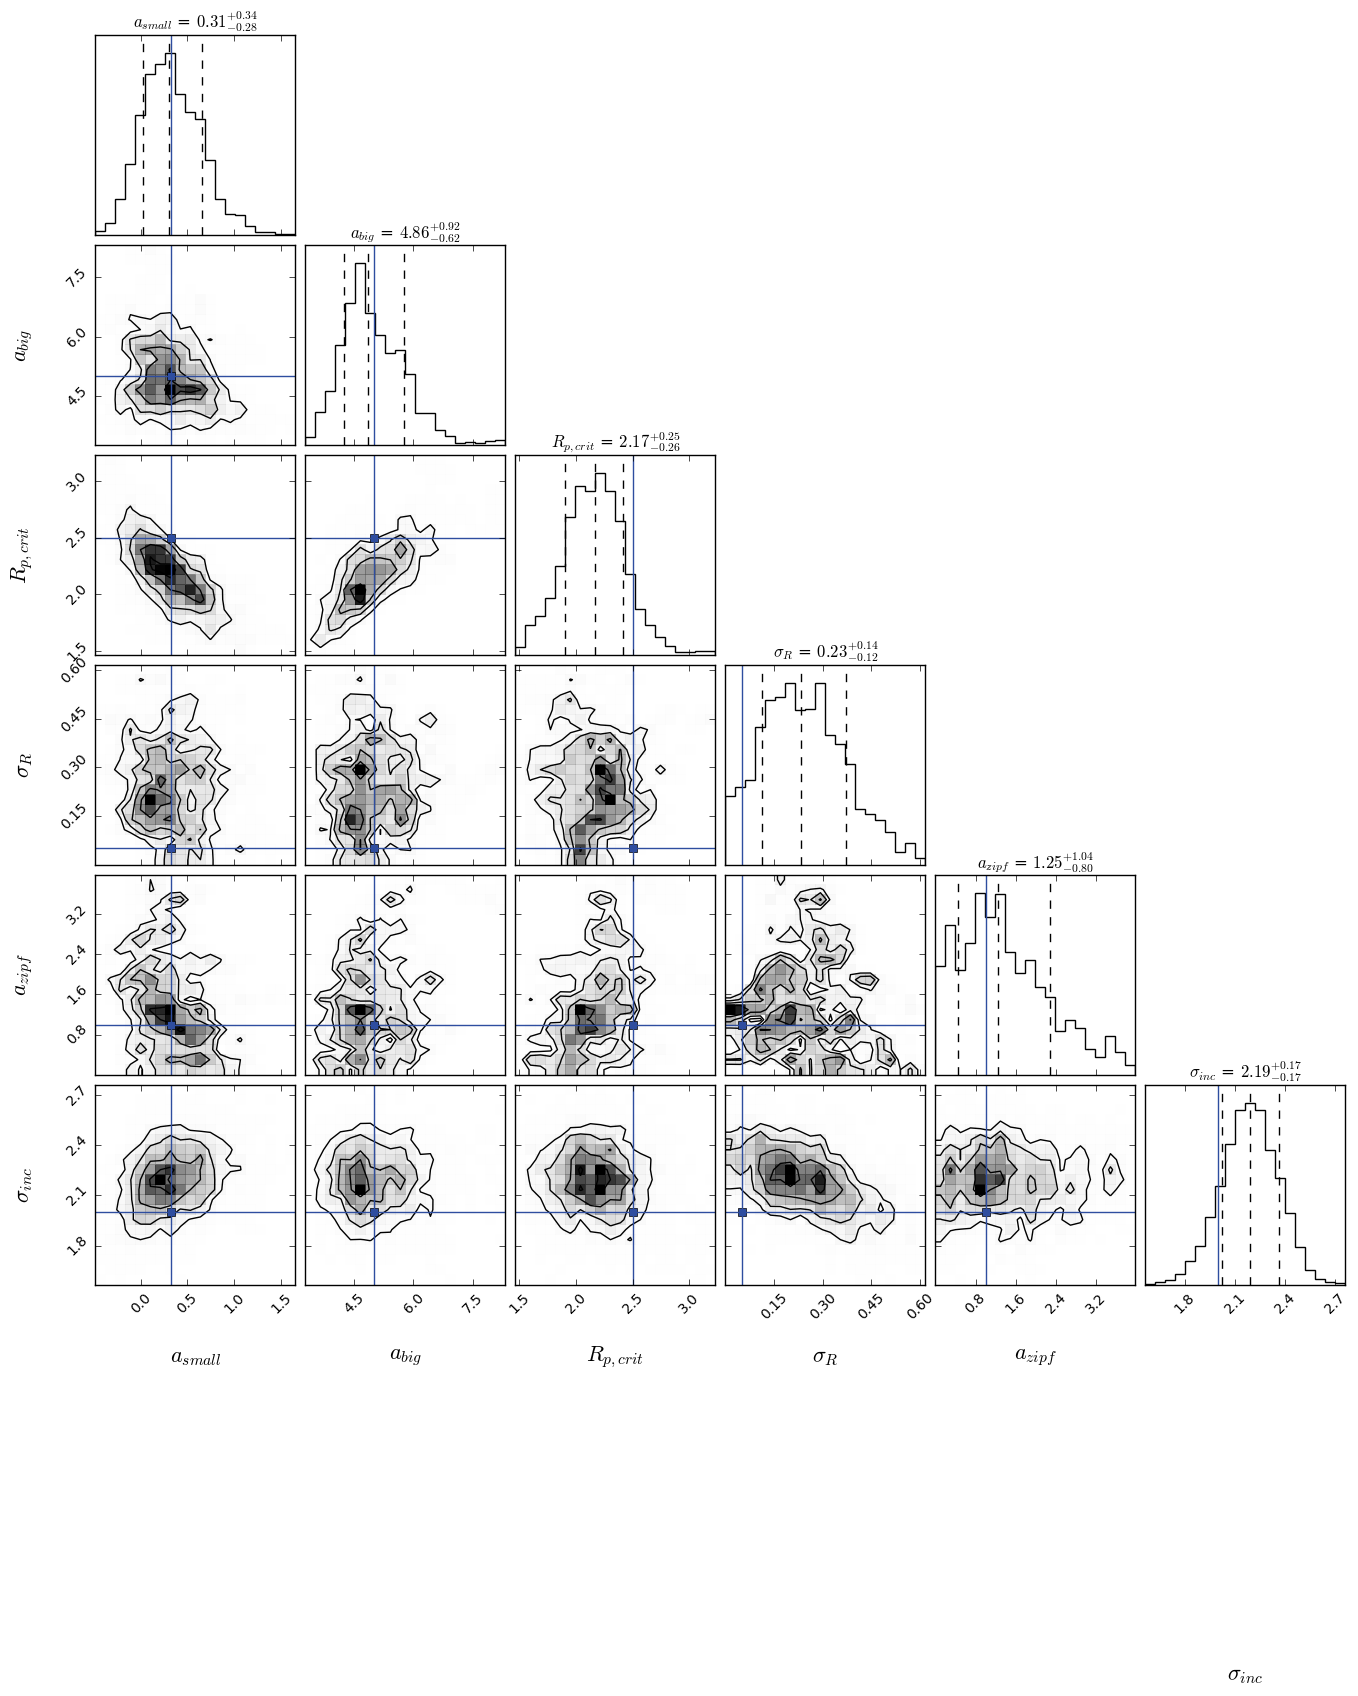 a_small = 0.31 +0.34 −0.28
a_big = 4.86 +0.92 −0.62
7.5
6.0
4.5
a_big
R_p,crit = 2.17 +0.25 −0.26
3.0
2.5
2.0
1.5
R_p,crit
σ_R = 0.23 +0.14 −0.12
0.60
0.45
0.30
0.15
σ_R
a_zipf = 1.25 +1.04 −0.80
3.2
2.4
1.6
0.8
a_zipf
σ_inc = 2.19 +0.17 −0.17
2.7
2.4
2.1
1.8
σ_inc
0.0 0.5 1.0 1.5 4.5 6.0 7.5 1.5 2.0 2.5 3.0 0.15 0.30 0.45 0.60 0.8 1.6 2.4 3.2 1.8 2.1 2.4 2.7
a_small a_big R_p,crit σ_R a_zipf
σ_inc